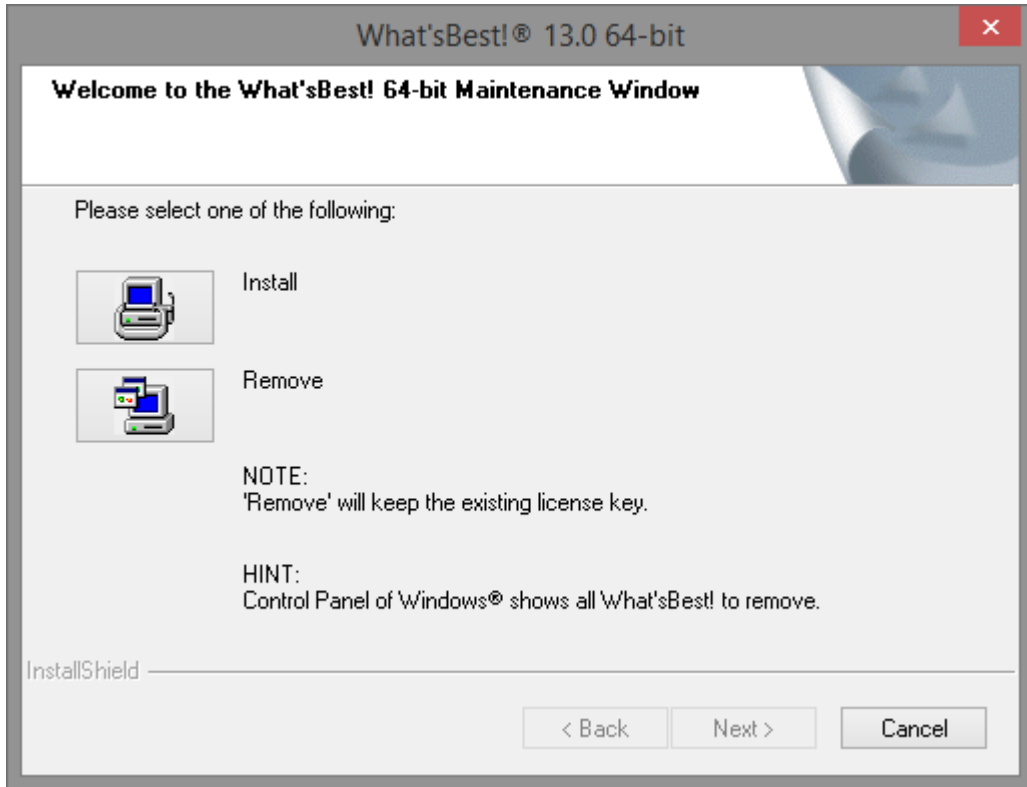 What'sBest!® 13.0 64-bit
Welcome to the What'sBest! 64-bit Maintenance Window
Please select one of the following:
Install
Remove
NOTE:
'Remove' will keep the existing license key.
HINT:
Control Panel of Windows® shows all What'sBest! to remove.
InstallShield
< Back
Next >
Cancel